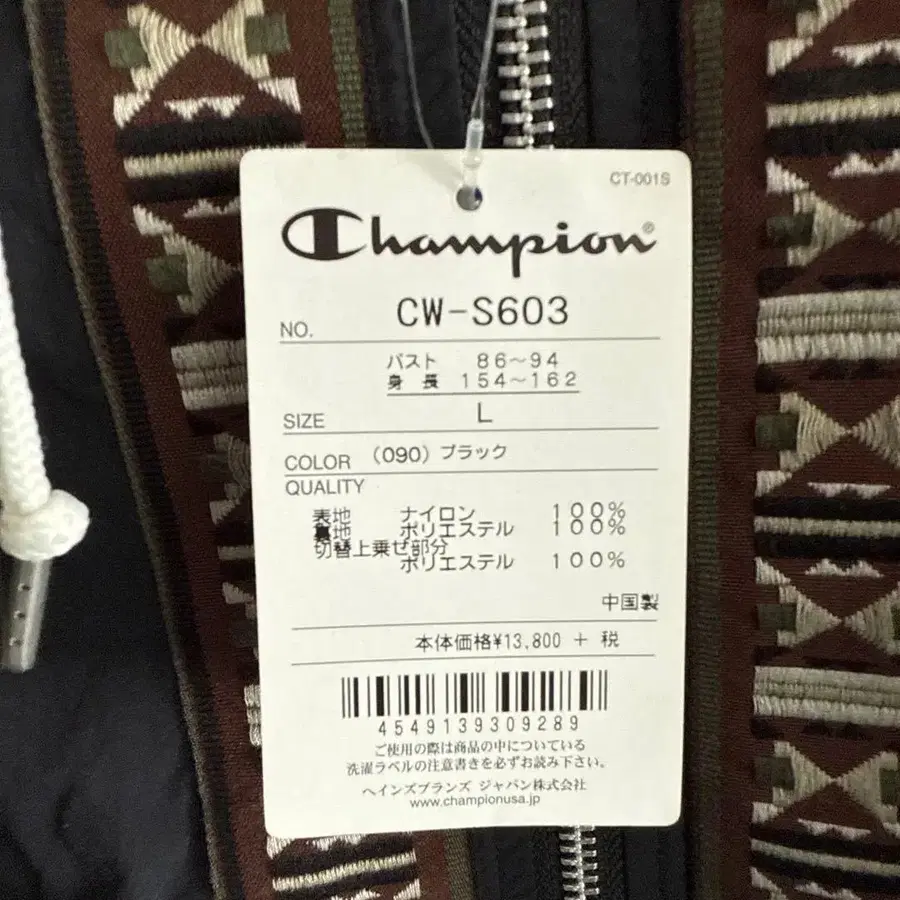 CT-001S
Champion®
NO. CW-S603
バスト 86～94
身長 154～162
SIZE L
COLOR (090) ブラック
QUALITY
表地 ナイロン 100%
裏地 ポリエステル 100%
切替上乗せ部分
ポリエステル 100%
中国製
本体価格¥13,800 + 税
4549139309289
ご使用の際は商品の中についている
洗濯ラベルの注意書きを必ずお読み下さい。
ヘインズブランズ ジャパン株式会社
www.championusa.jp